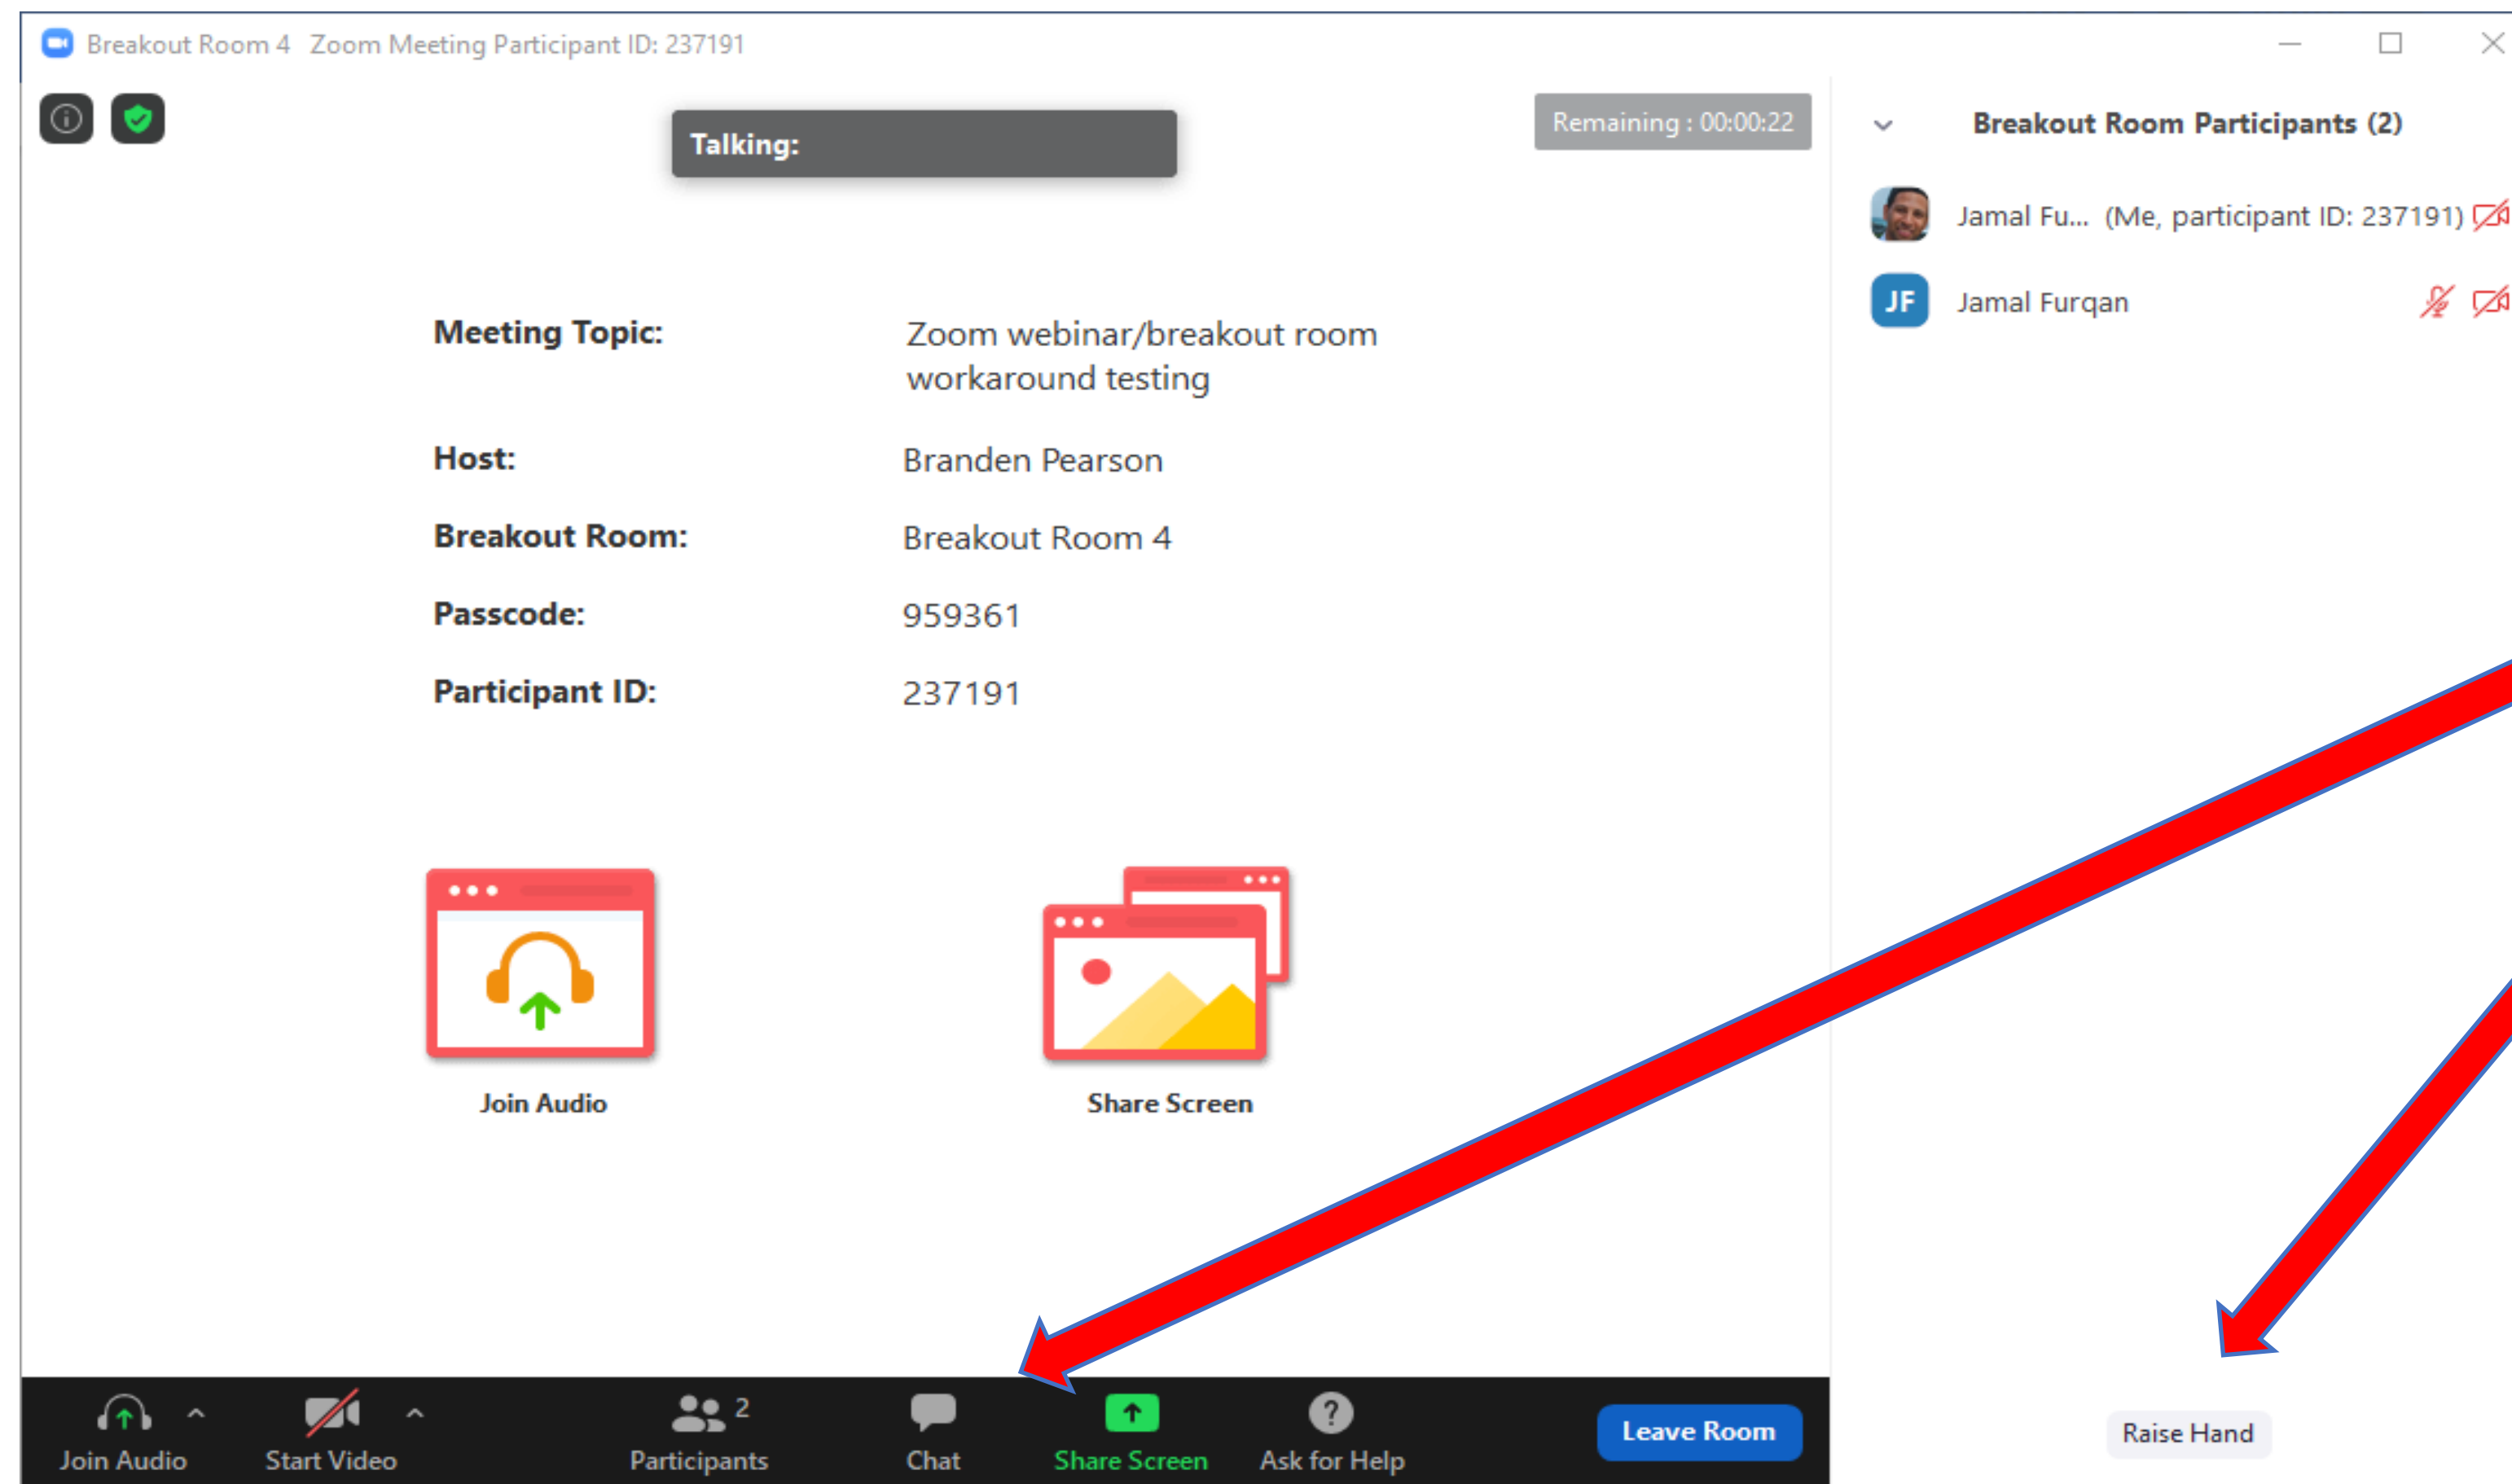 Breakout Room 4 Zoom Meeting Participant ID: 237191
Talking:
Remaining : 00:00:22
Meeting Topic: Zoom webinar/breakout room
workaround testing
Host: Branden Pearson
Breakout Room: Breakout Room 4
Passcode: 959361
Participant ID: 237191
Join Audio Share Screen
Join Audio Start Video Participants 2 Chat Share Screen Ask for Help Leave Room
Breakout Room Participants (2)
Jamal Fu... (Me, participant ID: 237191)
JF Jamal Furqan
Raise Hand